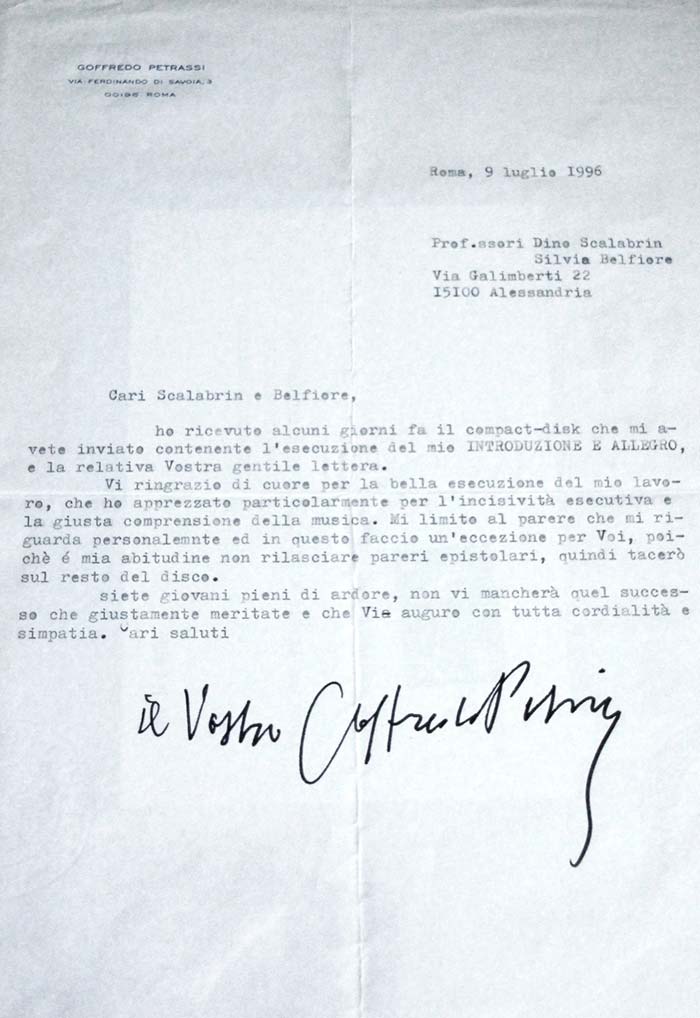 GOFFREDO PETRASSI
VIA FERDINANDO DI SAVOIA, 3
00196 ROMA
Roma, 9 luglio 1996
Prof.ssori Dino Scalabrin
Silvia Belfiore
Via Galimberti 22
15100 Alessandria
Cari Scalabrin e Belfiore,
ho ricevuto alcuni giorni fa il compact-disk che mi a-
vete inviato contenente l'esecuzione del mio INTRODUZIONE E ALLEGRO,
e la relativa Vostra gentile lettera.
Vi ringrazio di cuore per la bella esecuzione del mio lavo-
ro, che ho apprezzato particolarmente per l'incisività esecutiva e
la giusta comprensione della musica. Mi limito al parere che mi ri-
guarda personalemnte ed in questo faccio un'eccezione per Voi, poi-
chè é mia abitudine non rilasciare pareri epistolari, quindi tacerò
sul resto del disco.
siete giovani pieni di ardore, non vi mancherà quel succes-
so che giustamente meritate e che Via auguro con tutta cordialità e
simpatia. Cari saluti
il Vostro Goffredo Petrassi